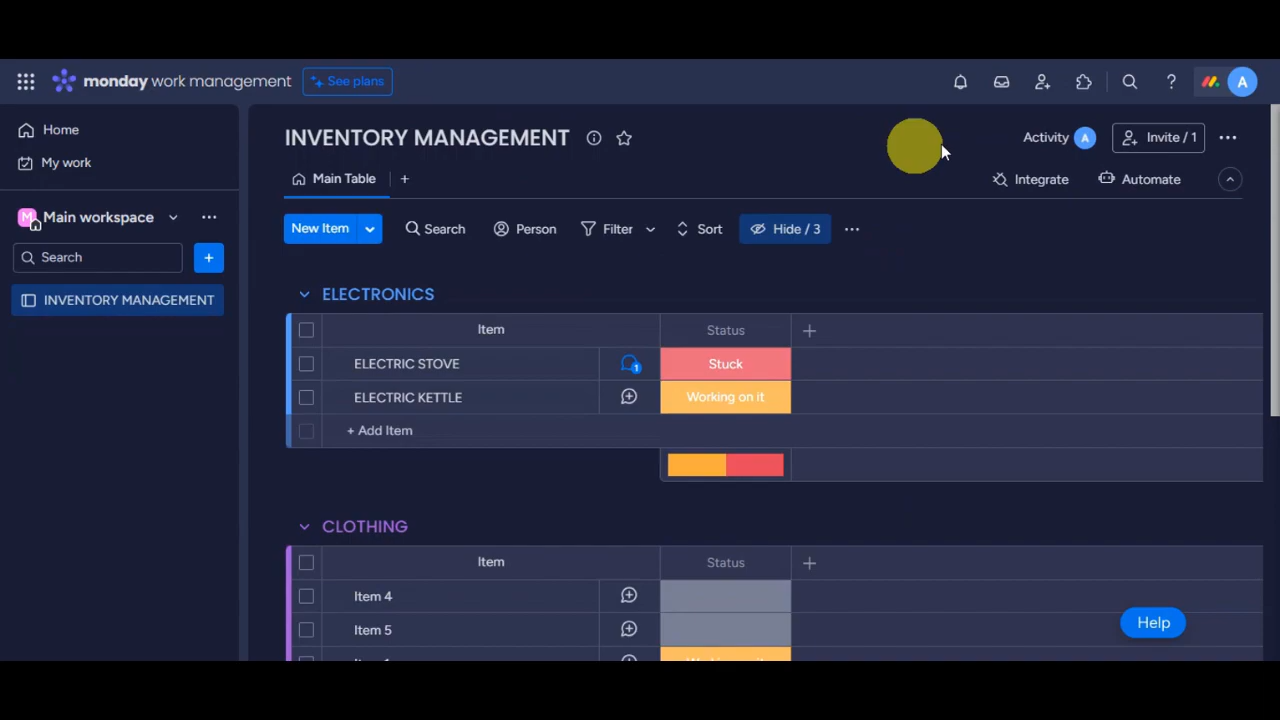 monday work management
See plans
A
Home
My work
M Main workspace
Search
INVENTORY MANAGEMENT
INVENTORY MANAGEMENT
Activity A
Invite / 1
Main Table
Integrate
Automate
New Item
Search
Person
Filter
Sort
Hide / 3
ELECTRONICS
Item Status
ELECTRIC STOVE 1 Stuck
ELECTRIC KETTLE Working on it
+ Add Item
CLOTHING
Item Status
Item 4
Item 5
Help